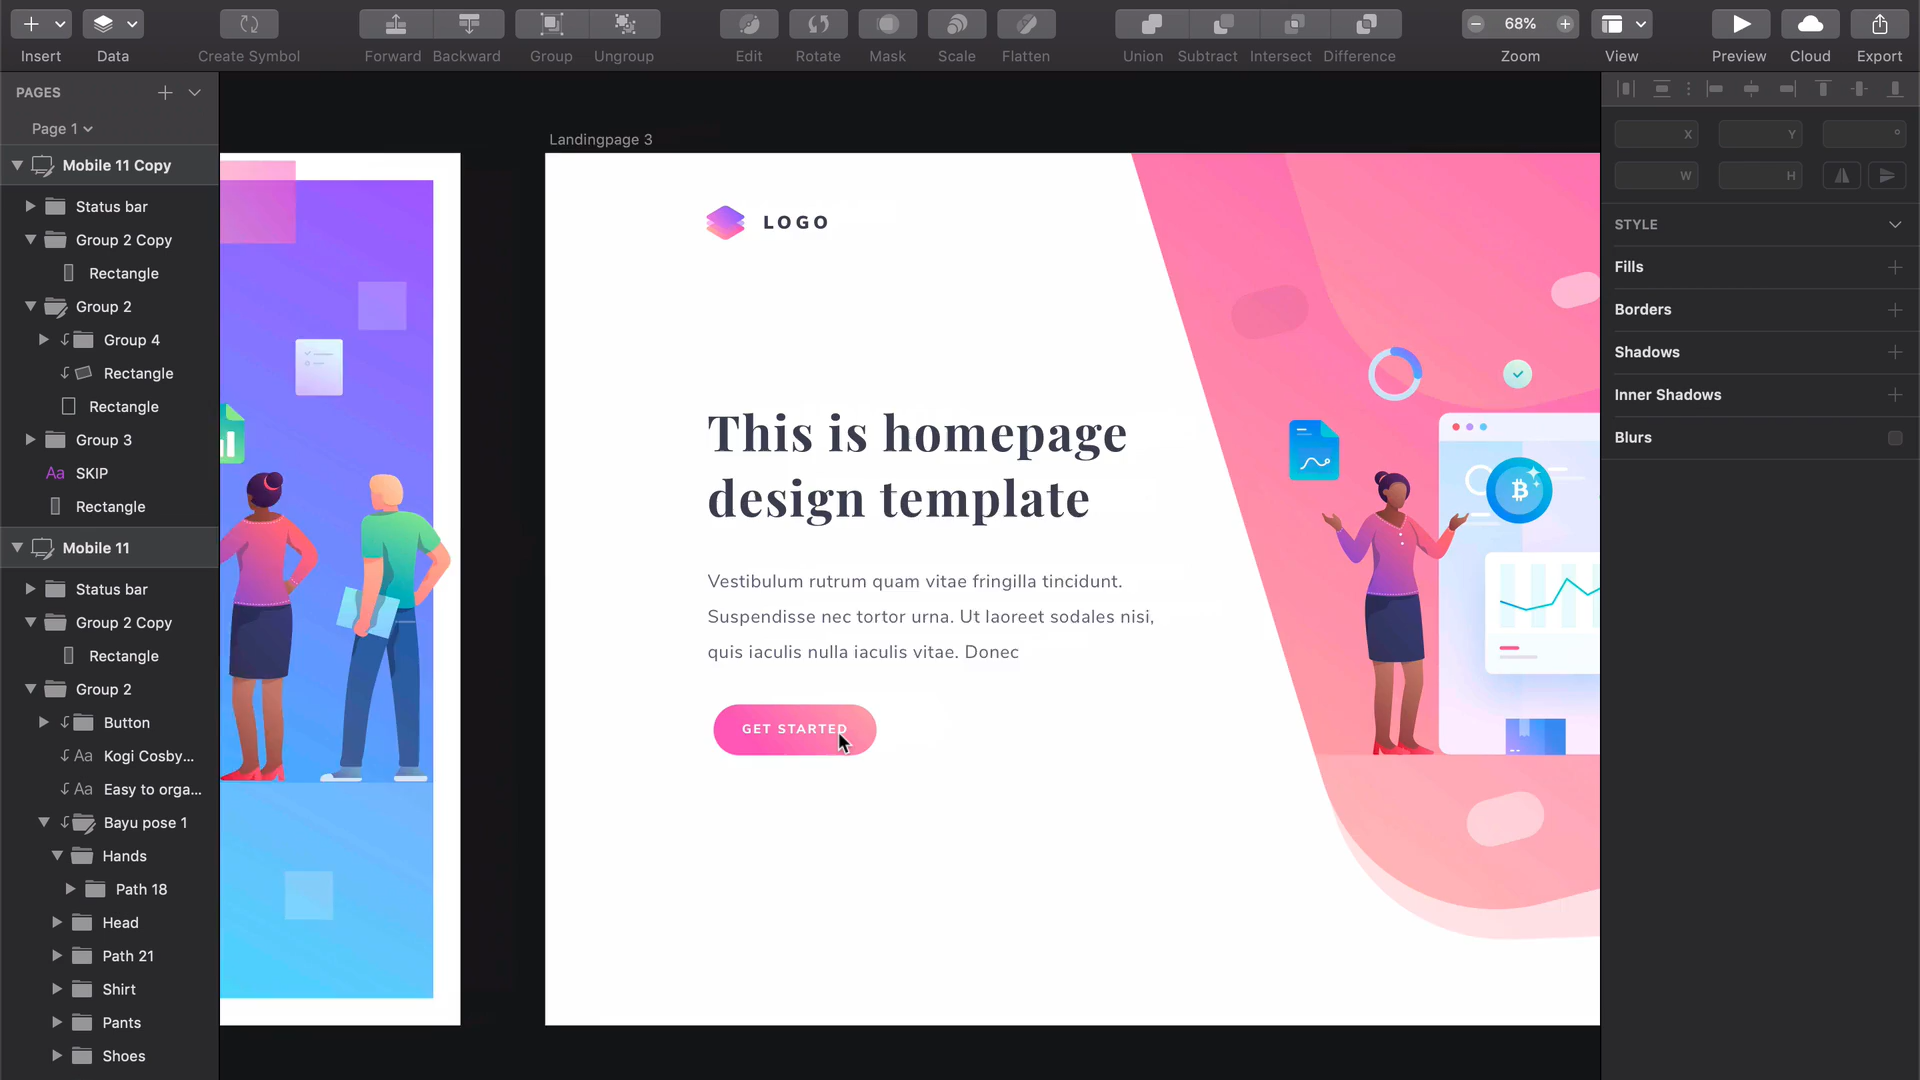 Insert
Data
Create Symbol
Forward
Backward
Group
Ungroup
Edit
Rotate
Mask
Scale
Flatten
Union
Subtract
Intersect
Difference
68%
Zoom
View
Preview
Cloud
Export
PAGES
Page 1
Mobile 11 Copy
Status bar
Group 2 Copy
Rectangle
Group 2
Group 4
Rectangle
Rectangle
Group 3
Aa SKIP
Rectangle
Mobile 11
Status bar
Group 2 Copy
Rectangle
Group 2
Button
Aa Kogi Cosby...
Aa Easy to orga...
Bayu pose 1
Hands
Path 18
Head
Path 21
Shirt
Pants
Shoes
Landingpage 3
LOGO
This is homepage
design template
Vestibulum rutrum quam vitae fringilla tincidunt.
Suspendisse nec tortor urna. Ut laoreet sodales nisi,
quis iaculis nulla iaculis vitae. Donec
GET STARTED
X
Y
°
W
H
STYLE
Fills
Borders
Shadows
Inner Shadows
Blurs